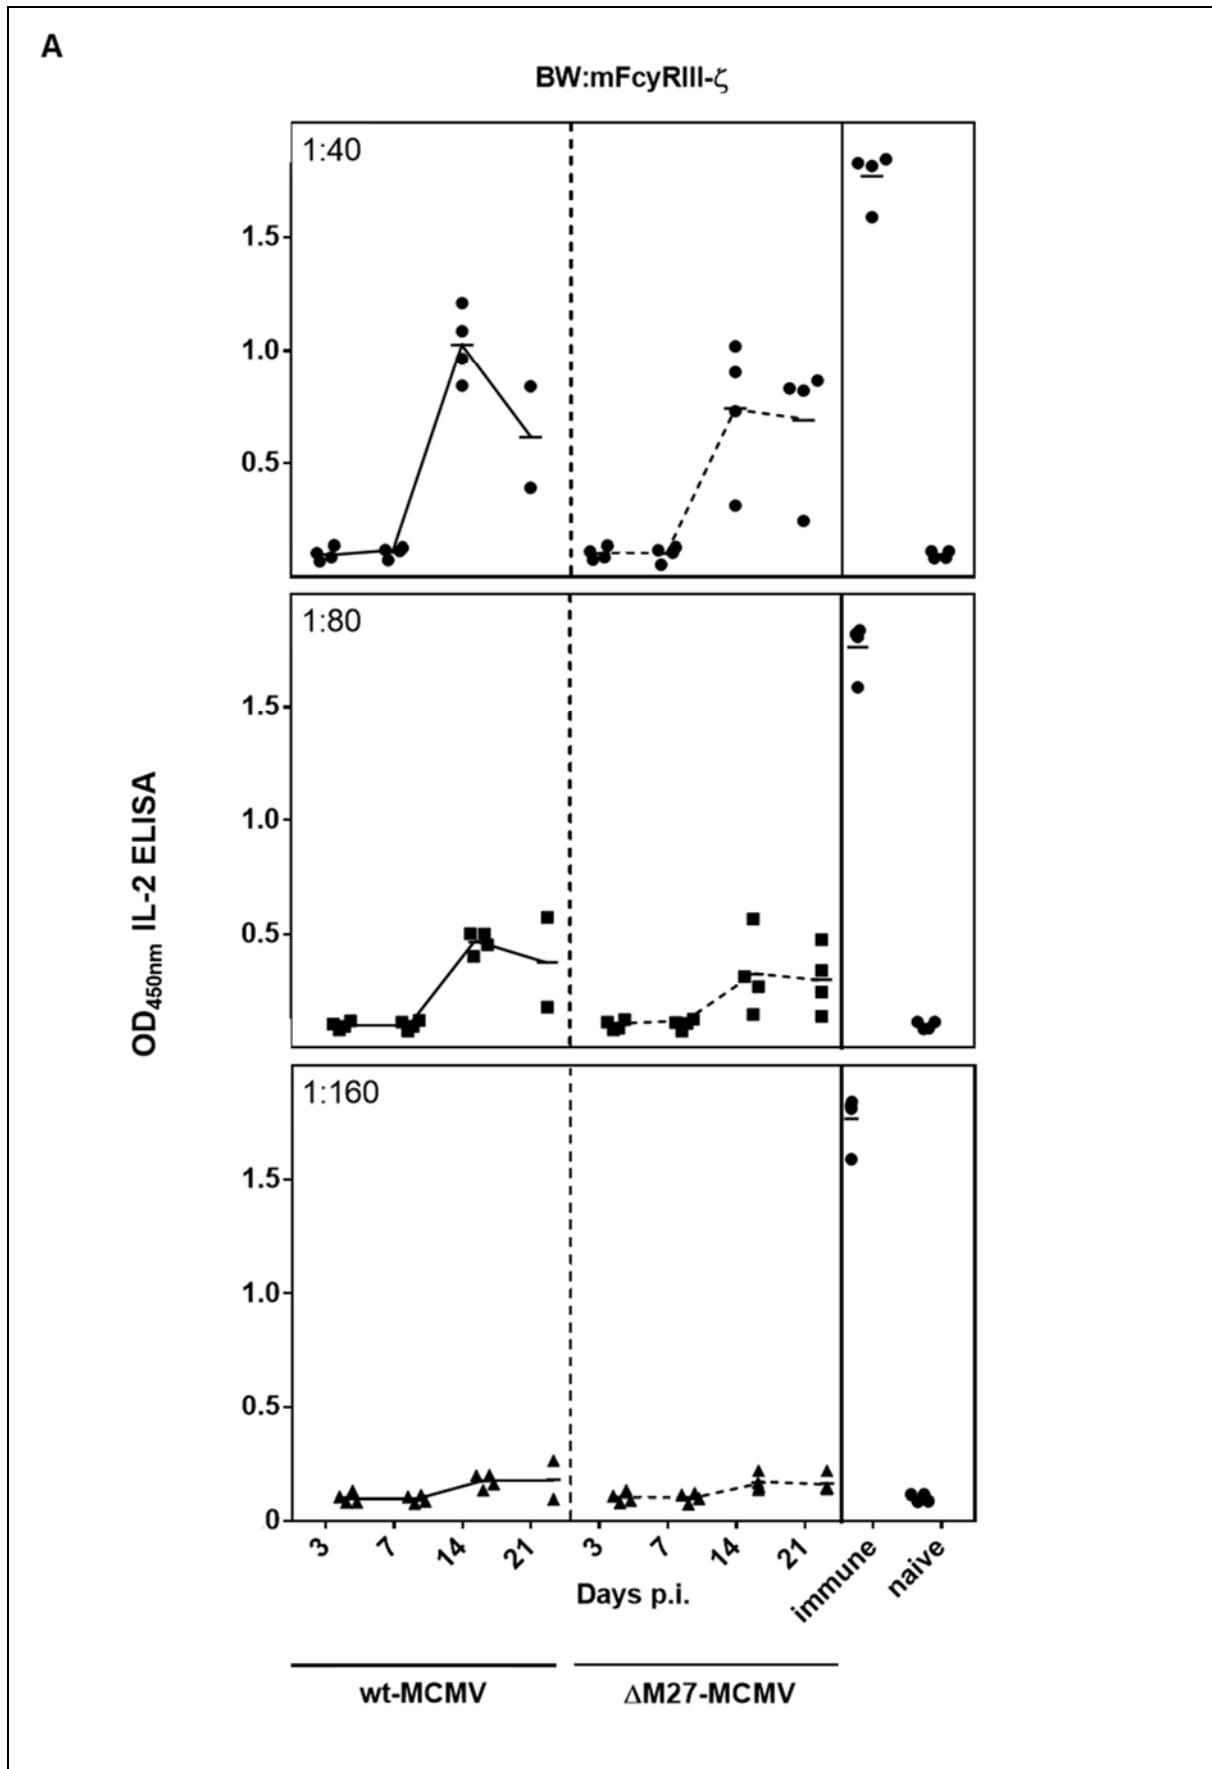 A
BW:mFcyRIII-ζ
1:40
1.5
1.0
0.5
1:80
1.5
1.0
0.5
1:160
1.5
1.0
0.5
0
OD450nm IL-2 ELISA
3 7 14 21 3 7 14 21 immune naive
Days p.i.
wt-MCMV ΔM27-MCMV